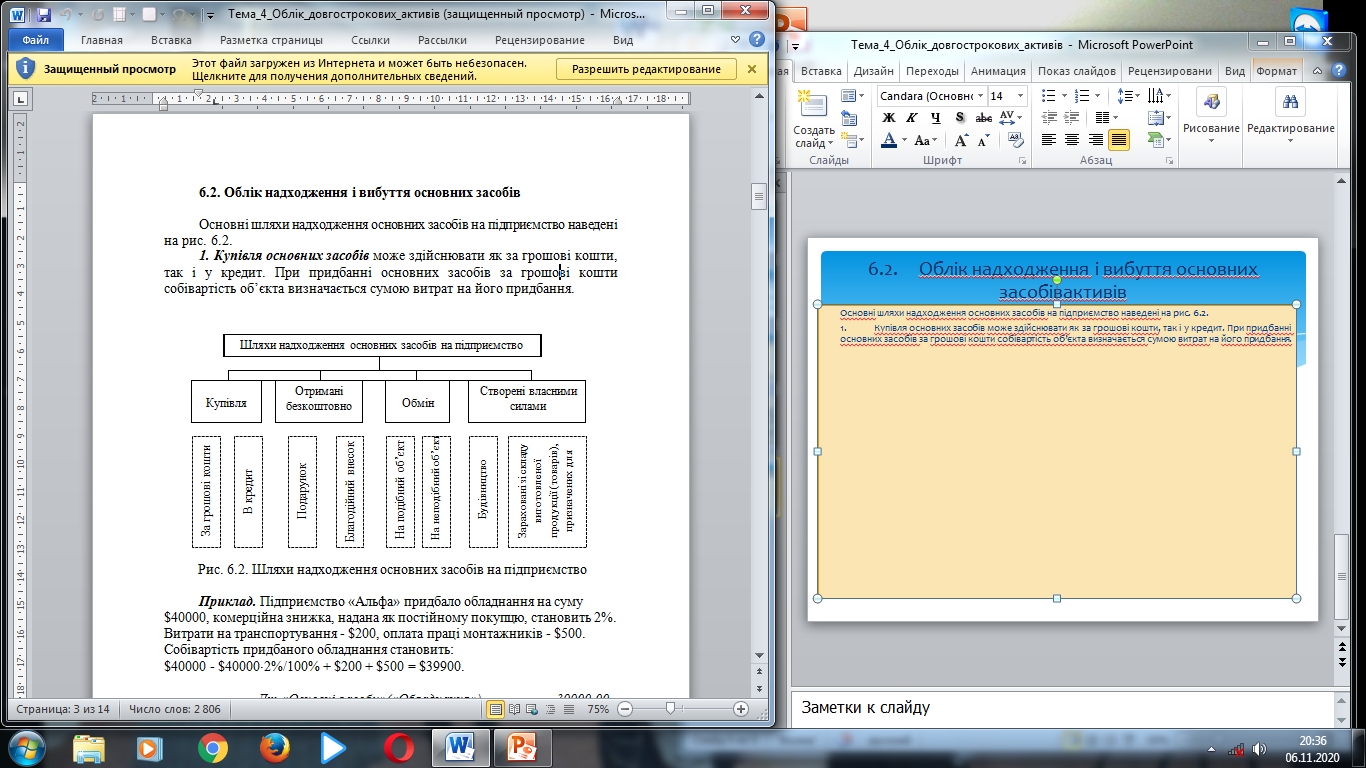 Тема_4_Облік_довгострокових_активів (защищенный просмотр) - Micros...
Файл
Главная
Вставка
Разметка страницы
Ссылки
Рассылки
Рецензирование
Вид
Защищенный просмотр
Этот файл загружен из Интернета и может быть небезопасен.
Щелкните для получения дополнительных сведений.
Разрешить редактирование
6.2. Облік надходження і вибуття основних засобів
Основні шляхи надходження основних засобів на підприємство наведені
на рис. 6.2.
1. Купівля основних засобів може здійснювати як за грошові кошти,
так і у кредит. При придбанні основних засобів за грошові кошти
собівартість об’єкта визначається сумою витрат на його придбання.
Шляхи надходження основних засобів на підприємство
Купівля
Отримані
безкоштовно
Обмін
Створені власними
силами
За грошові кошти
В кредит
Подарунок
Благодійний внесок
На подібний об’єкт
На неподібний об’єкт
Будівництво
Зараховані зі складу
виготовленої
продукції (товарів),
призначених для
Рис. 6.2. Шляхи надходження основних засобів на підприємство
Приклад. Підприємство «Альфа» придбало обладнання на суму
$40000, комерційна знижка, надана як постійному покупцю, становить 2%.
Витрати на транспортування - $200, оплата праці монтажників - $500.
Собівартість придбаного обладнання становить:
$40000 - $40000·2%/100% + $200 + $500 = $39900.
Страница: 3 из 14
Число слов: 2 806
75%
Тема_4_Облік_довгострокових_активів - Microsoft PowerPoint
Вставка
Дизайн
Переходы
Анимация
Показ слайдов
Рецензировани
Вид
Формат
Создать
слайд
Слайды
Candara (Основно
14
Шрифт
Абзац
Рисование
Редактирование
6.2. Облік надходження і вибуття основних
засобівактивів
Основні шляхи надходження основних засобів на підприємство наведені на рис. 6.2.
1. Купівля основних засобів може здійснювати як за грошові кошти, так і у кредит. При придбанні
основних засобів за грошові кошти собівартість об’єкта визначається сумою витрат на його придбання.
Заметки к слайду
20:36
06.11.2020